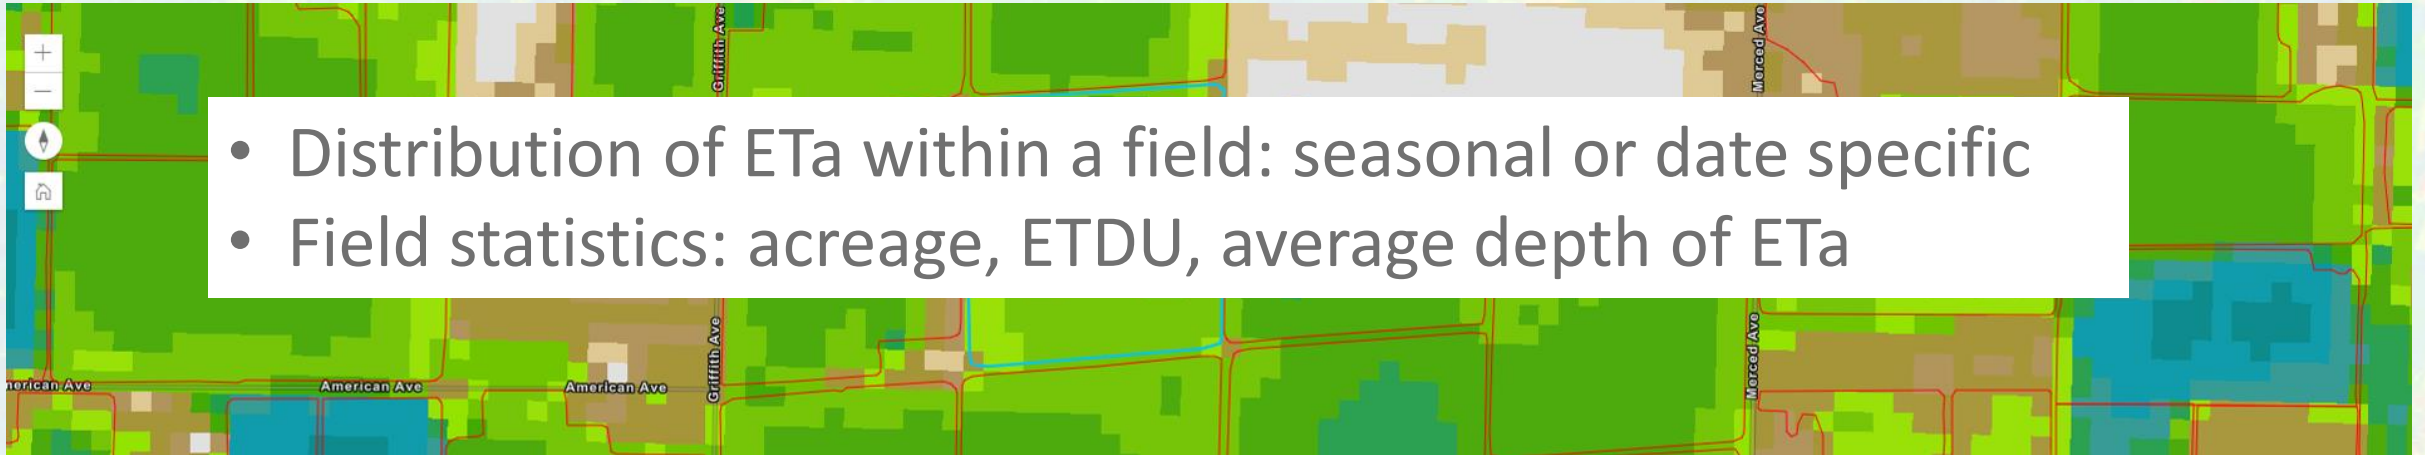 Griffith Ave
Merced Ave
• Distribution of ETa within a field: seasonal or date specific
• Field statistics: acreage, ETDU, average depth of ETa
Griffith Ave
Merced Ave
nerican Ave
American Ave
American Ave